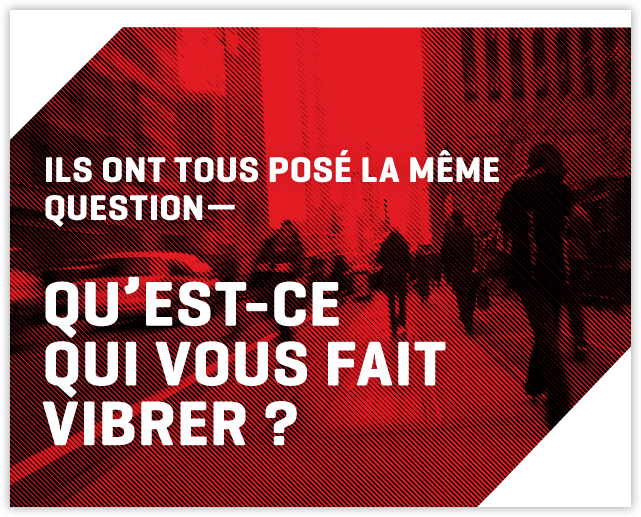 ILS ONT TOUS POSÉ LA MÊME
QUESTION—
QU’EST-CE
QUI VOUS FAIT
VIBRER ?